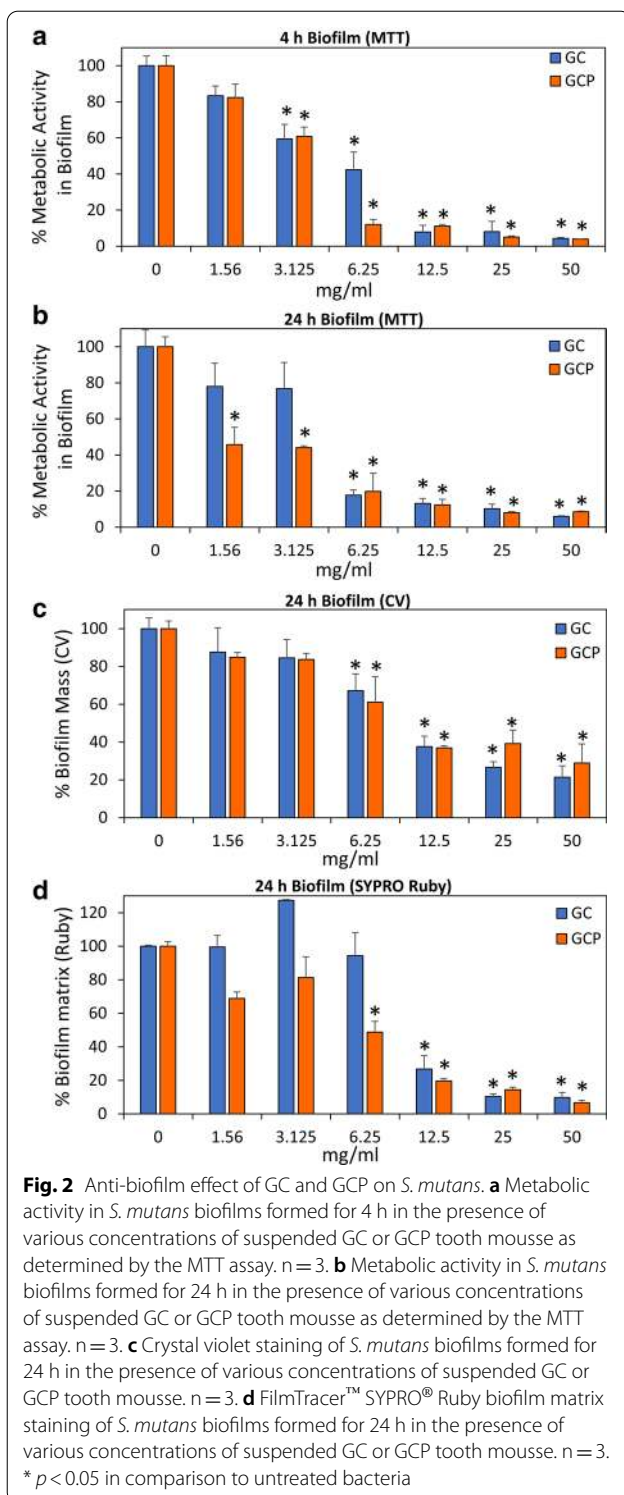 a
4 h Biofilm (MTT)
% Metabolic Activity
in Biofilm
100
80
60
40
20
0
GC
GCP
* * * * * * * * * *
0 1.56 3.125 6.25 12.5 25 50
mg/ml
b
24 h Biofilm (MTT)
% Metabolic Activity
in Biofilm
100
80
60
40
20
0
GC
GCP
* * * * * * * * * *
0 1.56 3.125 6.25 12.5 25 50
mg/ml
c
24 h Biofilm (CV)
% Biofilm Mass (CV)
100
80
60
40
20
0
GC
GCP
* * * * * * * *
0 1.56 3.125 6.25 12.5 25 50
mg/ml
d
24 h Biofilm (SYPRO Ruby)
% Biofilm matrix (Ruby)
120
100
80
60
40
20
0
GC
GCP
* * * * * * *
0 1.56 3.125 6.25 12.5 25 50
mg/ml
Fig. 2 Anti-biofilm effect of GC and GCP on S. mutans. a Metabolic
activity in S. mutans biofilms formed for 4 h in the presence of
various concentrations of suspended GC or GCP tooth mousse as
determined by the MTT assay. n = 3. b Metabolic activity in S. mutans
biofilms formed for 24 h in the presence of various concentrations
of suspended GC or GCP tooth mousse as determined by the MTT
assay. n = 3. c Crystal violet staining of S. mutans biofilms formed for
24 h in the presence of various concentrations of suspended GC or
GCP tooth mousse. n = 3. d FilmTracer™ SYPRO® Ruby biofilm matrix
staining of S. mutans biofilms formed for 24 h in the presence of
various concentrations of suspended GC or GCP tooth mousse. n = 3.
* p < 0.05 in comparison to untreated bacteria